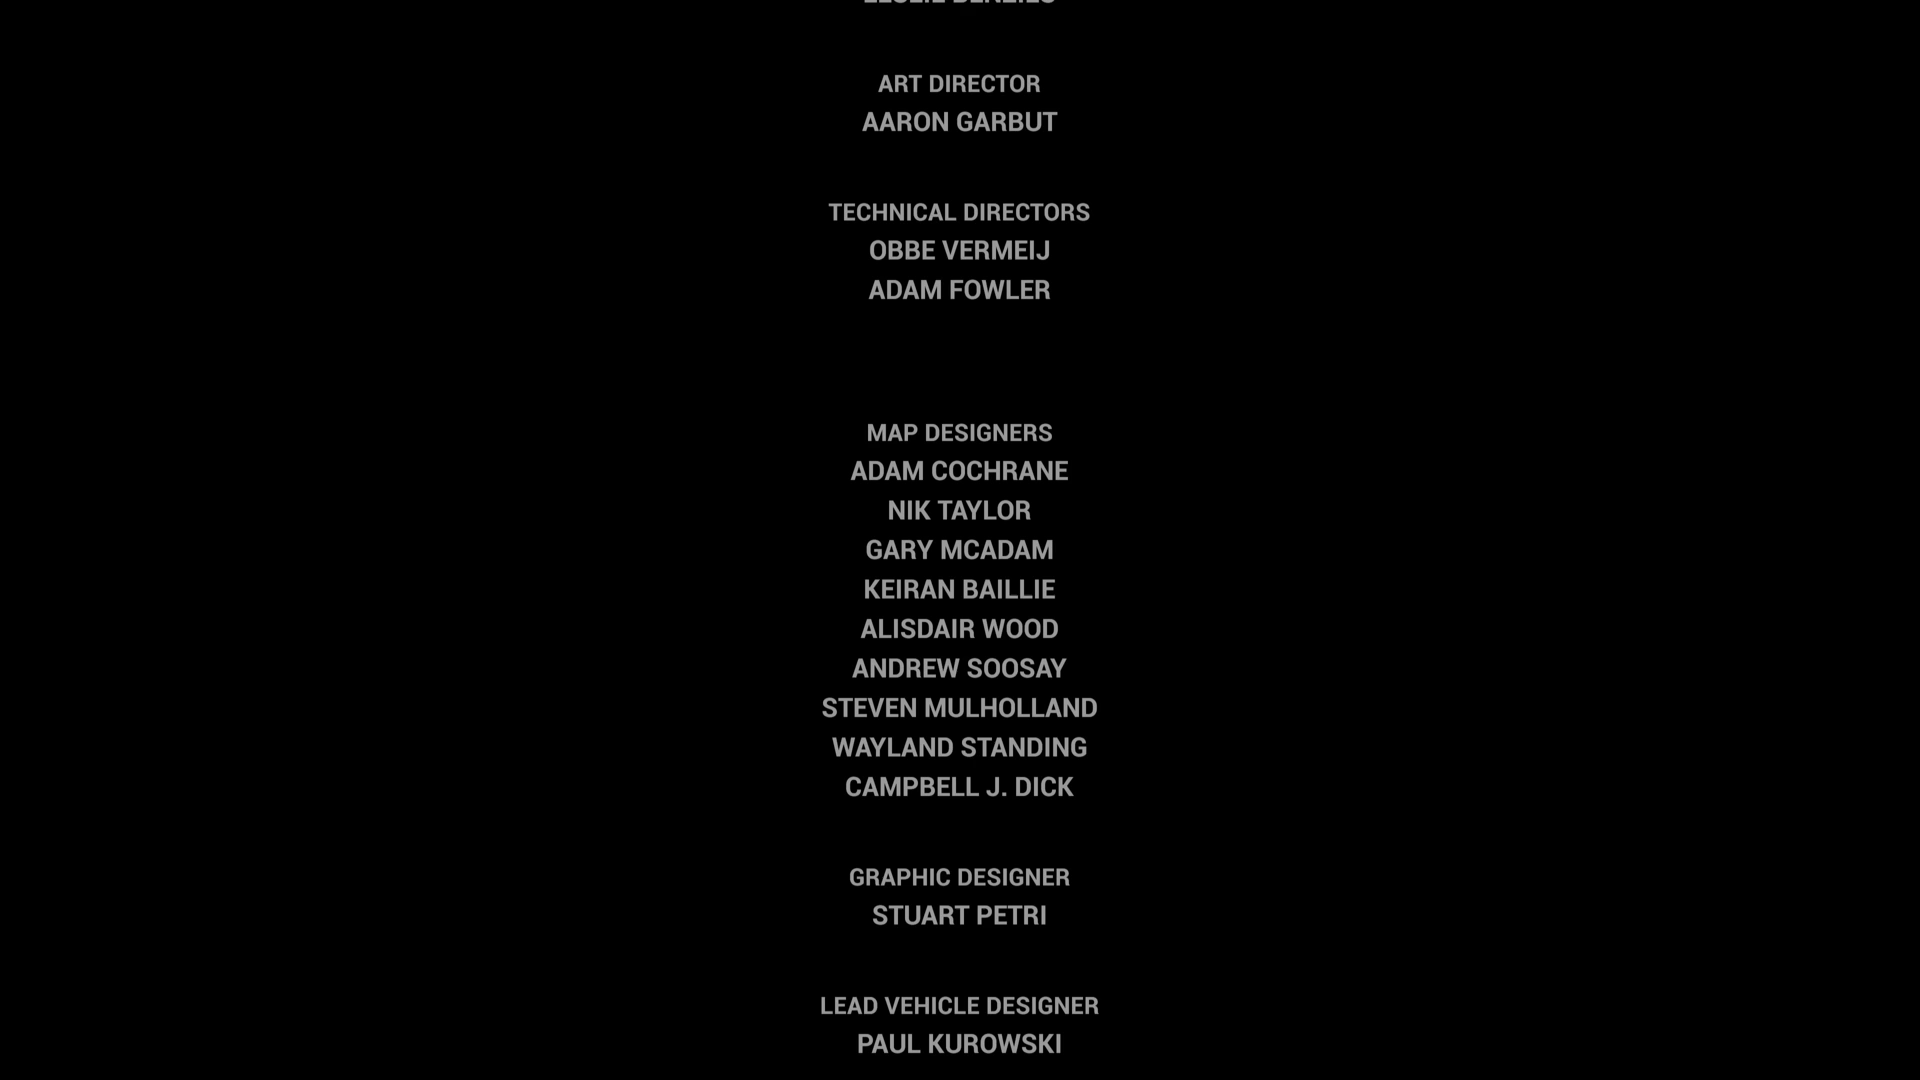 ART DIRECTOR
AARON GARBUT
TECHNICAL DIRECTORS
OBBE VERMEIJ
ADAM FOWLER
MAP DESIGNERS
ADAM COCHRANE
NIK TAYLOR
GARY MCADAM
KEIRAN BAILLIE
ALISDAIR WOOD
ANDREW SOOSAY
STEVEN MULHOLLAND
WAYLAND STANDING
CAMPBELL J. DICK
GRAPHIC DESIGNER
STUART PETRI
LEAD VEHICLE DESIGNER
PAUL KUROWSKI